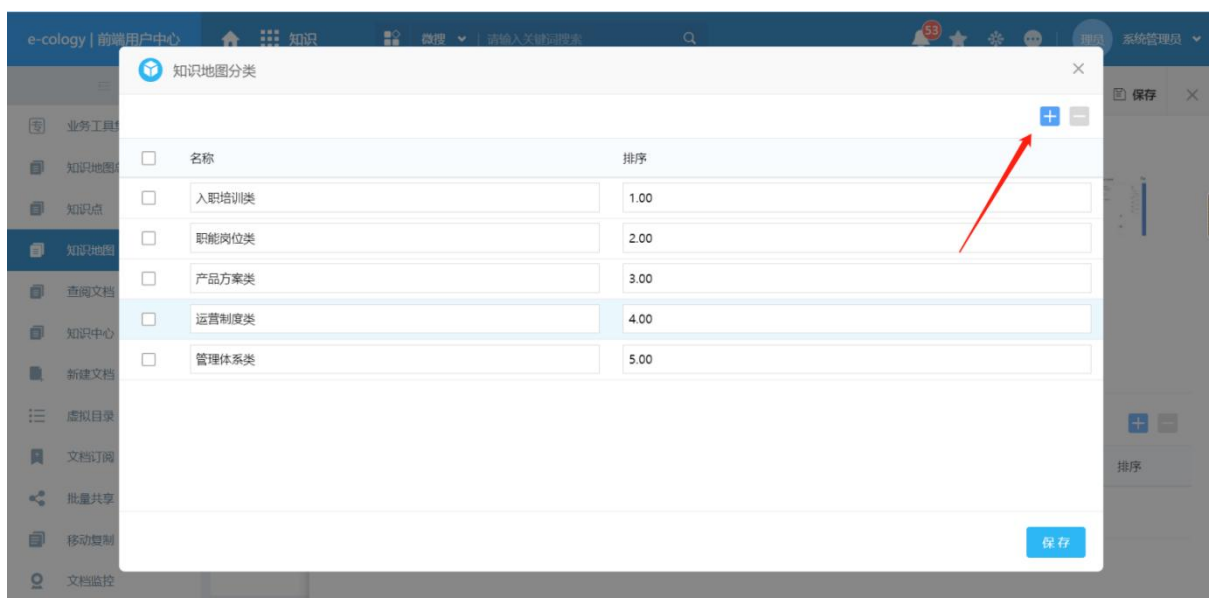 e-cology | 前端用户中心 知识 微搜 | 请输入关键词搜索 53 理员 系统管理员
知识地图分类
保存
业务工具
知识地图
名称 排序
入职培训类 1.00
知识点
职能岗位类 2.00
知识地图
产品方案类 3.00
查阅文档
运营制度类 4.00
知识中心
管理体系类 5.00
新建文档
虚拟目录
文档订阅
排序
批量共享
移动复制
保存
文档监控